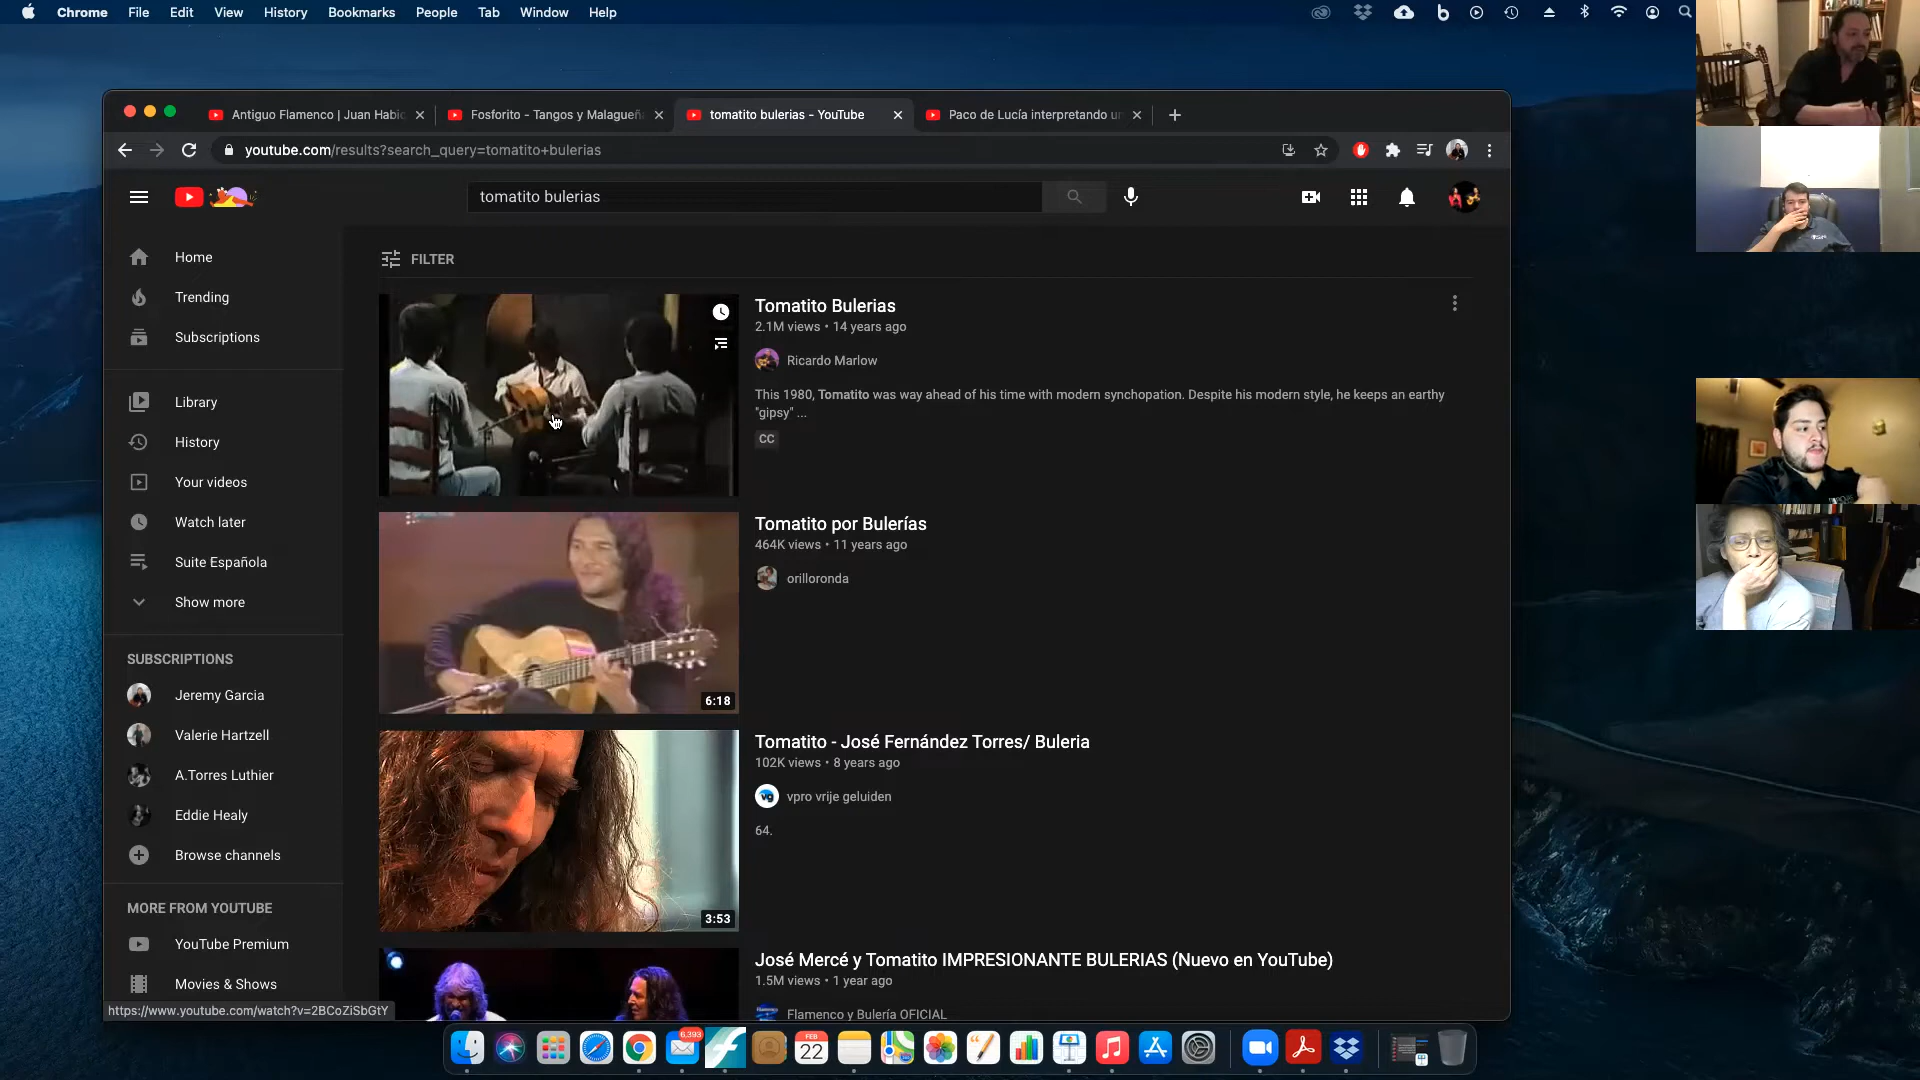 Chrome File Edit View History Bookmarks People Tab Window Help
Antiguo Flamenco | Juan Habic
Fosforito - Tangos y Malagueñ
tomatito bulerias - YouTube
Paco de Lucía interpretando un
youtube.com/results?search_query=tomatito+bulerias
tomatito bulerias
Home
Trending
Subscriptions
Library
History
Your videos
Watch later
Suite Española
Show more
SUBSCRIPTIONS
Jeremy Garcia
Valerie Hartzell
A.Torres Luthier
Eddie Healy
Browse channels
MORE FROM YOUTUBE
YouTube Premium
Movies & Shows
https://www.youtube.com/watch?v=2BCoZiSbGtY
FILTER
Tomatito Bulerias
2.1M views • 14 years ago
Ricardo Marlow
This 1980, Tomatito was way ahead of his time with modern synchopation. Despite his modern style, he keeps an earthy
"gipsy" ...
CC
Tomatito por Bulerías
464K views • 11 years ago
orilloronda
6:18
Tomatito - José Fernández Torres/ Buleria
102K views • 8 years ago
vg
vpro vrije geluiden
64.
3:53
José Mercé y Tomatito IMPRESIONANTE BULERIAS (Nuevo en YouTube)
1.5M views • 1 year ago
Flamenco y Bulería OFICIAL
6,393
FEB
22